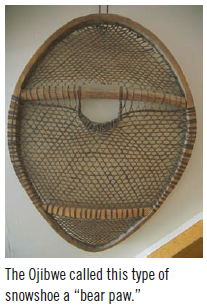 The Ojibwe called this type of
snowshoe a “bear paw.”